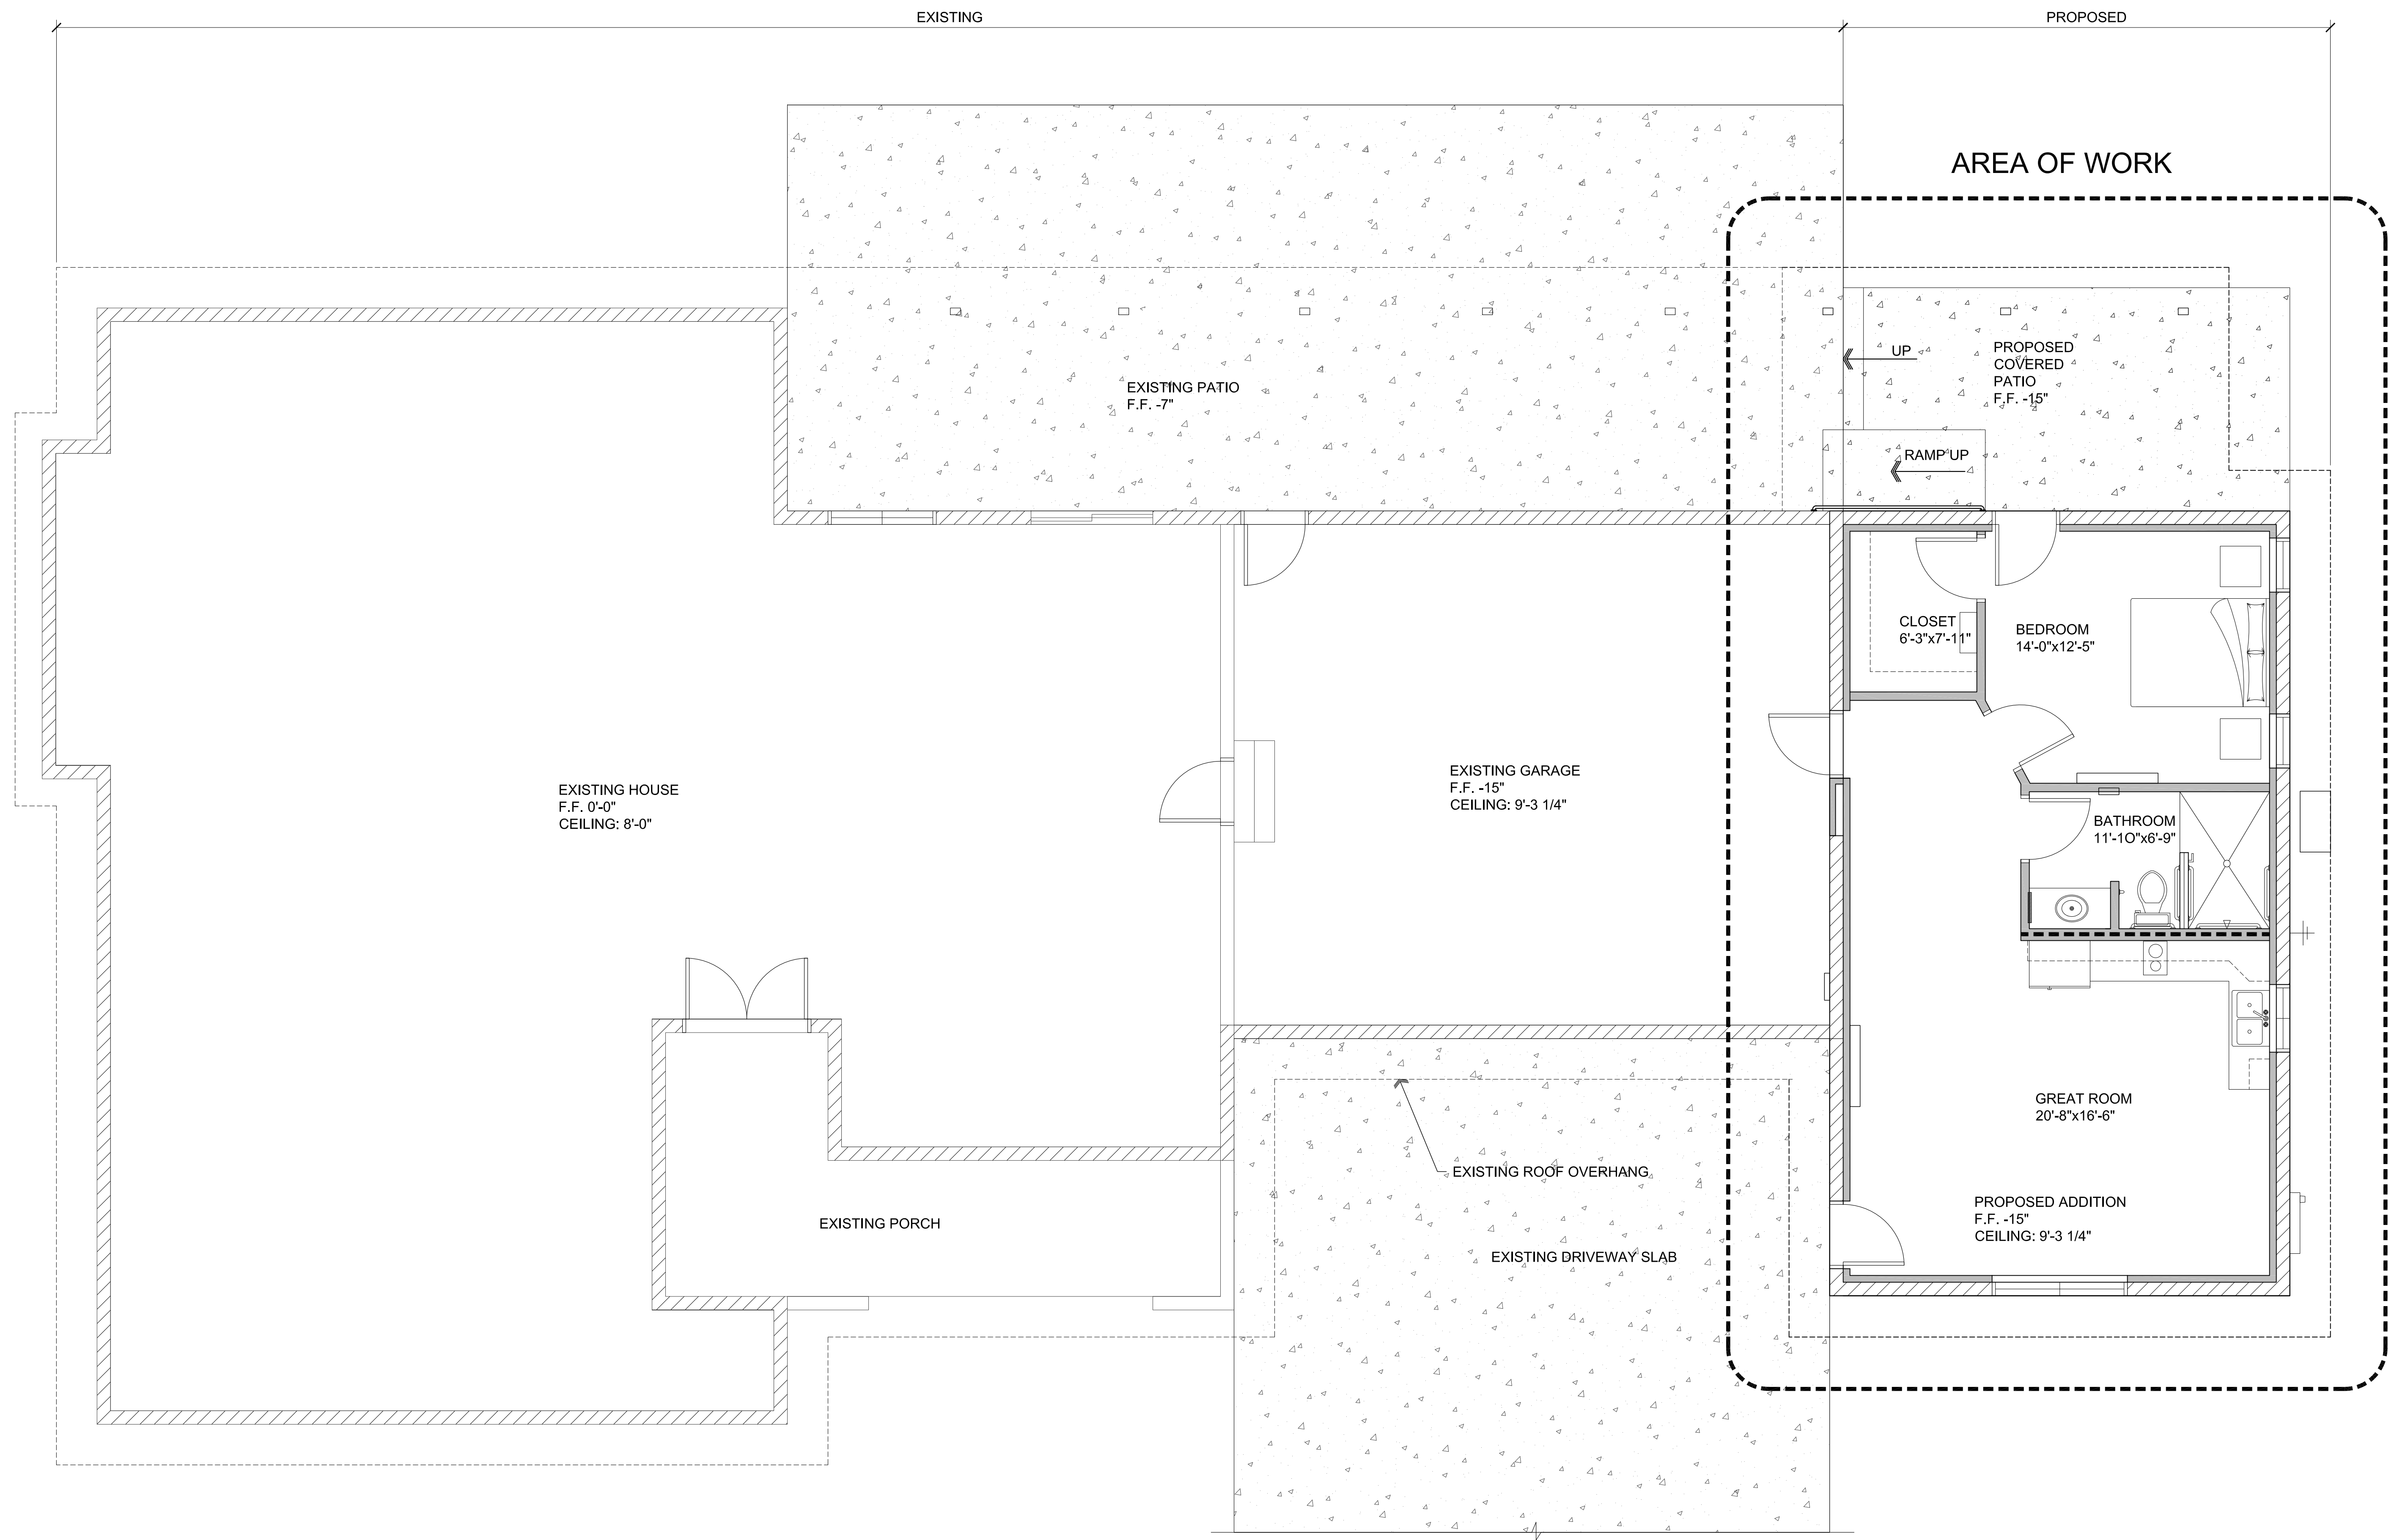 EXISTING
PROPOSED
AREA OF WORK
UP
PROPOSED
COVERED
PATIO
F.F. -15"
EXISTING PATIO
F.F. -7"
RAMP UP
CLOSET
6'-3"x7'-11"
BEDROOM
14'-0"x12'-5"
EXISTING HOUSE
F.F. 0'-0"
CEILING: 8'-0"
EXISTING GARAGE
F.F. -15"
CEILING: 9'-3 1/4"
BATHROOM
11'-1O"x6'-9"
GREAT ROOM
20'-8"x16'-6"
EXISTING ROOF OVERHANG
EXISTING PORCH
EXISTING DRIVEWAY SLAB
PROPOSED ADDITION
F.F. -15"
CEILING: 9'-3 1/4"